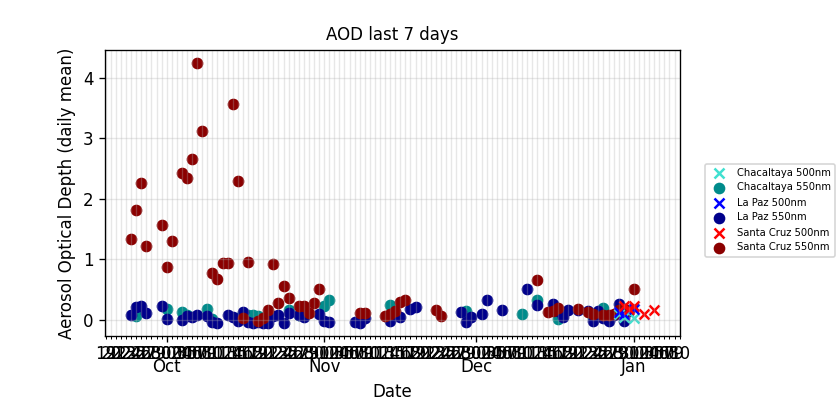 AOD last 7 days
Aerosol Optical Depth (daily mean)
4
3
2
1
0
Oct Nov Dec Jan
Date
Chacaltaya 500nm
Chacaltaya 550nm
La Paz 500nm
La Paz 550nm
Santa Cruz 500nm
Santa Cruz 550nm